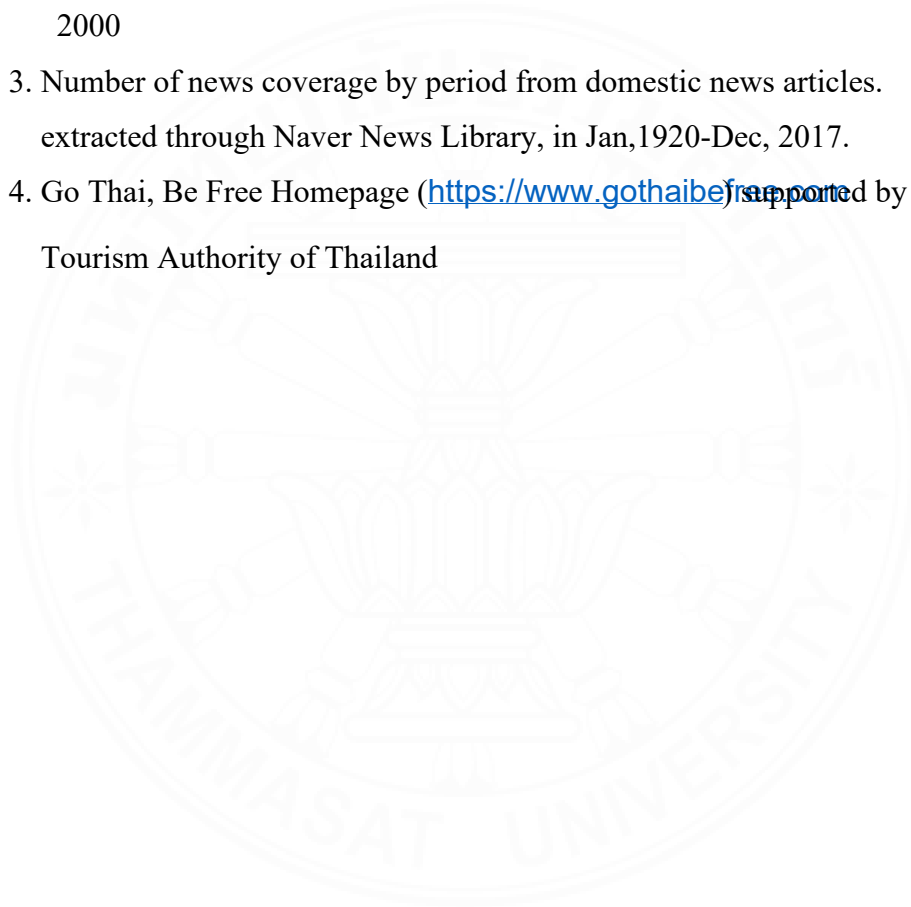 2000
3. Number of news coverage by period from domestic news articles.
extracted through Naver News Library, in Jan,1920-Dec, 2017.
4. Go Thai, Be Free Homepage (https://www.gothaibefree.com) supported by
Tourism Authority of Thailand
THAMMASAT UNIVERSITY